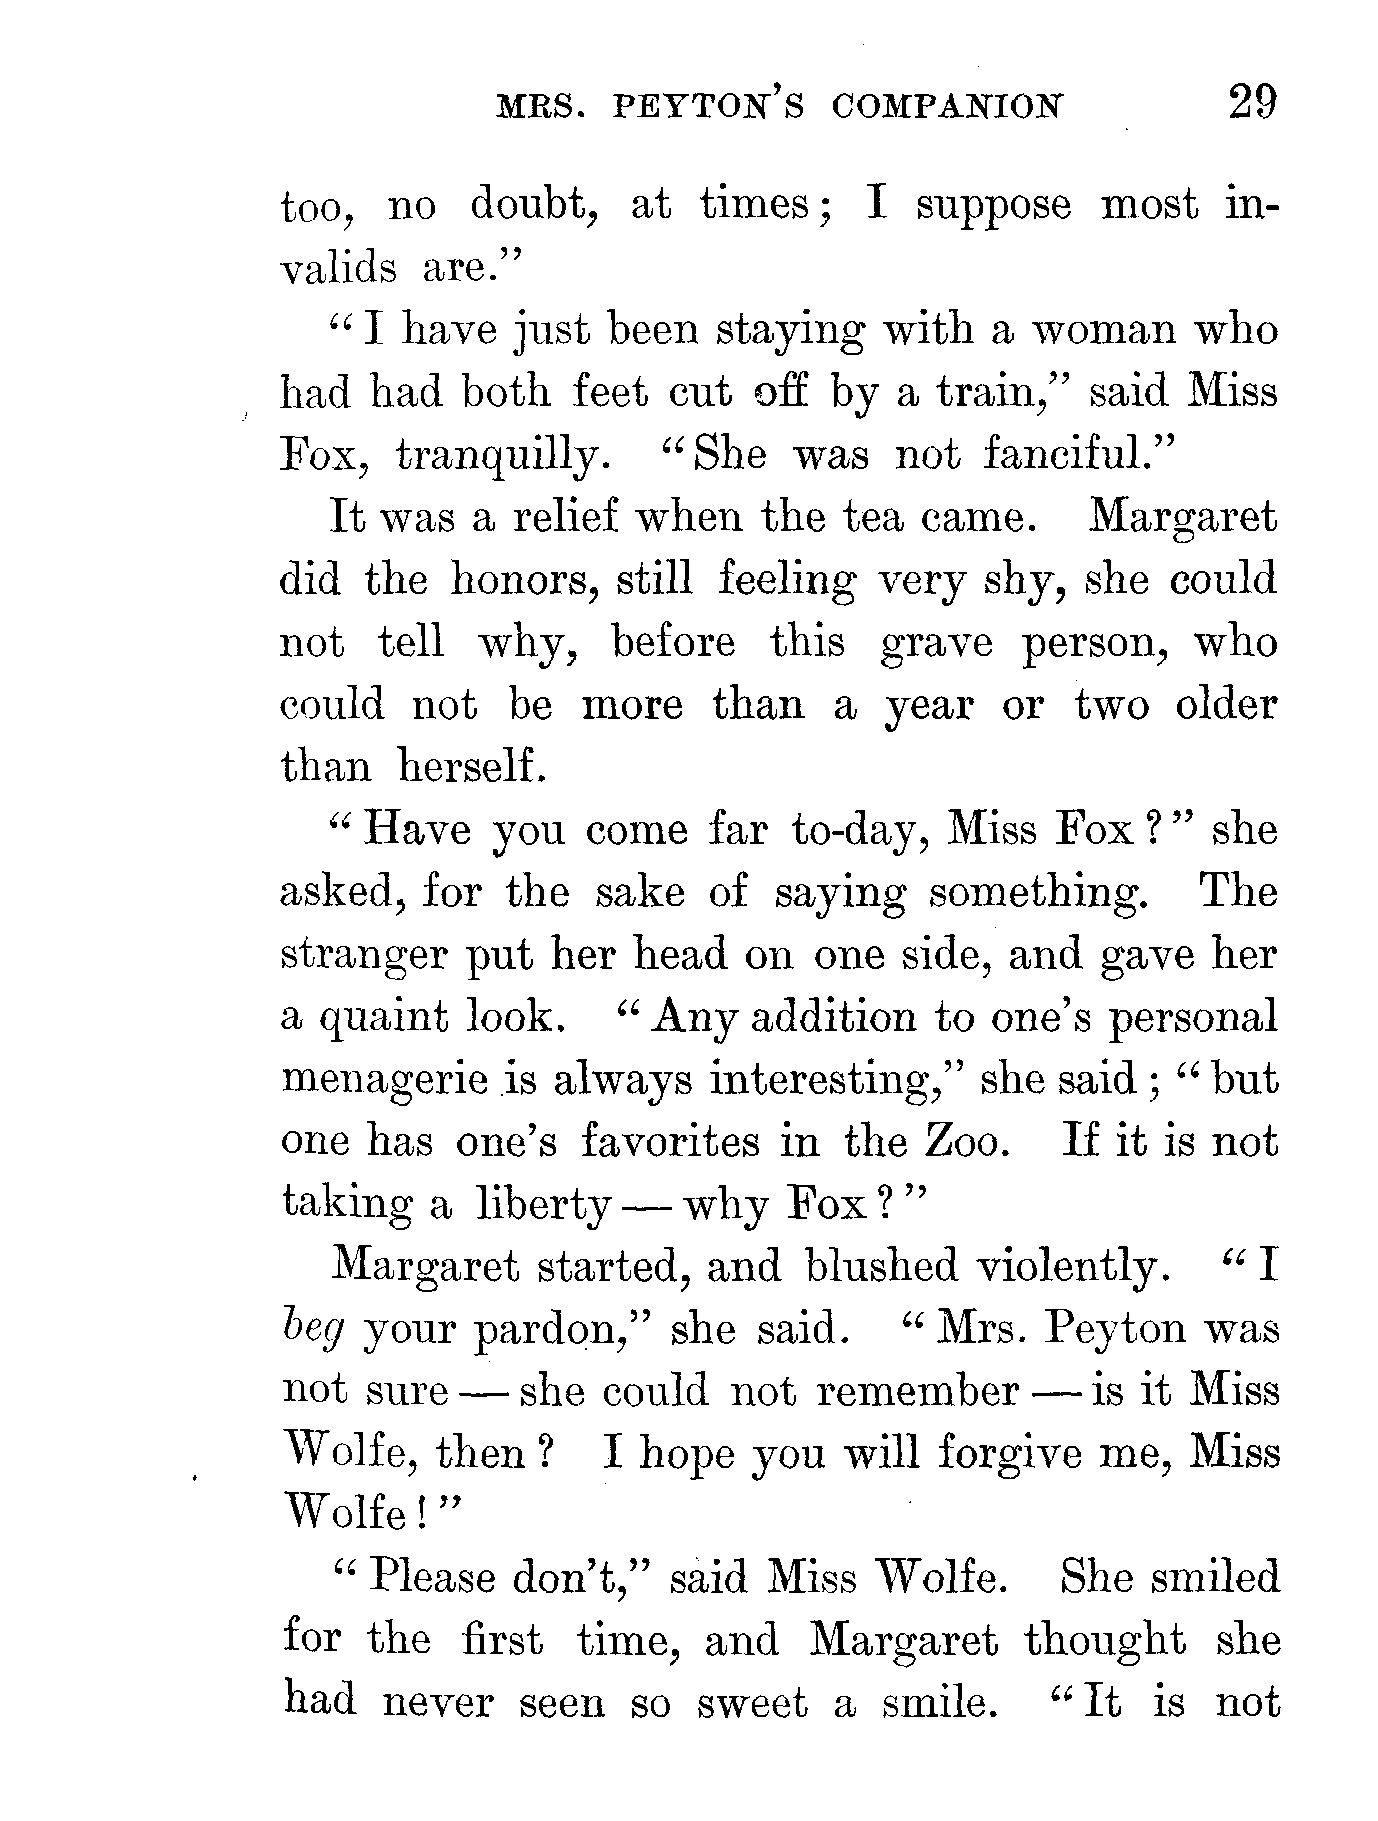 MRS. PEYTON'S COMPANION 29
too, no doubt, at times; I suppose most in-
valids are."
"I have just been staying with a woman who
had had both feet cut off by a train," said Miss
Fox, tranquilly. "She was not fanciful."
It was a relief when the tea came. Margaret
did the honors, still feeling very shy, she could
not tell why, before this grave person, who
could not be more than a year or two older
than herself.
"Have you come far to-day, Miss Fox?" she
asked, for the sake of saying something. The
stranger put her head on one side, and gave her
a quaint look. "Any addition to one's personal
menagerie is always interesting," she said; "but
one has one's favorites in the Zoo. If it is not
taking a liberty — why Fox?"
Margaret started, and blushed violently. "I
beg your pardon," she said. "Mrs. Peyton was
not sure — she could not remember — is it Miss
Wolfe, then? I hope you will forgive me, Miss
Wolfe!"
"Please don't," said Miss Wolfe. She smiled
for the first time, and Margaret thought she
had never seen so sweet a smile. "It is not